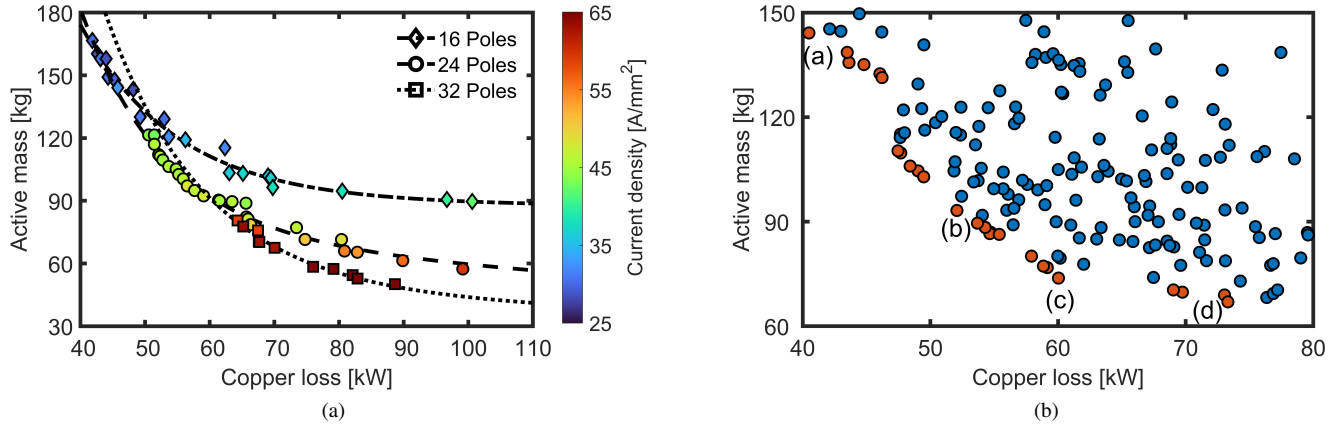 180
150
120
90
60
30
Active mass [kg]
40 50 60 70 80 90 100 110
Copper loss [kW]
16 Poles
24 Poles
32 Poles
65
55
45
35
25
Current density [A/mm²]
(a)
150
120
90
60
Active mass [kg]
(a)
(b)
(c)
(d)
40 50 60 70 80
Copper loss [kW]
(b)